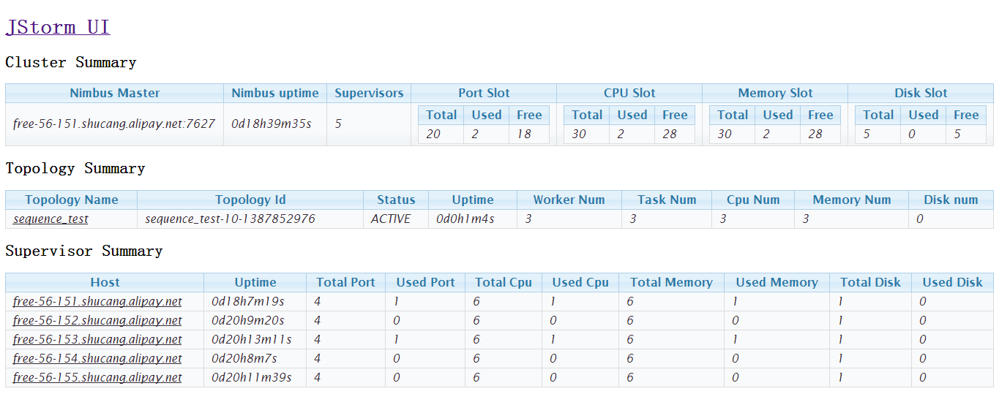 JStorm UI
Cluster Summary
Nimbus Master Nimbus uptime Supervisors Port Slot CPU Slot Memory Slot Disk Slot
Total Used Free Total Used Free Total Used Free Total Used Free
free-56-151.shucang.alipay.net:7627 0d18h39m35s 5
20 2 18 30 2 28 30 2 28 5 0 5
Topology Summary
Topology Name Topology Id Status Uptime Worker Num Task Num Cpu Num Memory Num Disk num
sequence_test sequence_test-10-1387852976 ACTIVE 0d0h1m4s 3 3 3 3 0
Supervisor Summary
Host Uptime Total Port Used Port Total Cpu Used Cpu Total Memory Used Memory Total Disk Used Disk
free-56-151.shucang.alipay.net 0d18h7m19s 4 1 6 1 6 1 1 0
free-56-152.shucang.alipay.net 0d20h9m20s 4 0 6 0 6 0 1 0
free-56-153.shucang.alipay.net 0d20h13m11s 4 1 6 1 6 1 1 0
free-56-154.shucang.alipay.net 0d20h8m7s 4 0 6 0 6 0 1 0
free-56-155.shucang.alipay.net 0d20h11m39s 4 0 6 0 6 0 1 0